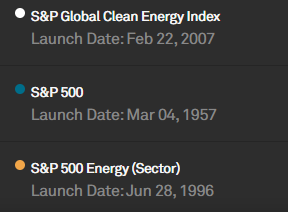 S&P Global Clean Energy Index
Launch Date: Feb 22, 2007
S&P 500
Launch Date: Mar 04, 1957
S&P 500 Energy (Sector)
Launch Date: Jun 28, 1996